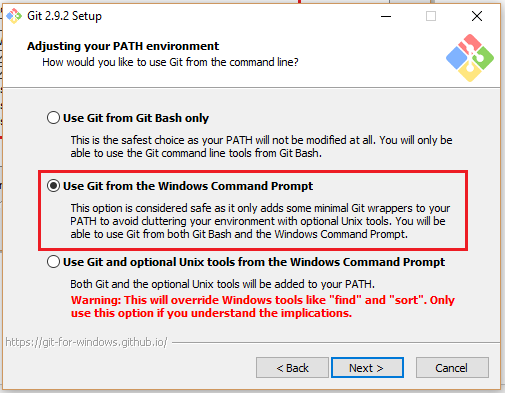 Git 2.9.2 Setup
Adjusting your PATH environment
How would you like to use Git from the command line?
Use Git from Git Bash only
This is the safest choice as your PATH will not be modified at all. You will only be
able to use the Git command line tools from Git Bash.
Use Git from the Windows Command Prompt
This option is considered safe as it only adds some minimal Git wrappers to your
PATH to avoid cluttering your environment with optional Unix tools. You will be
able to use Git from both Git Bash and the Windows Command Prompt.
Use Git and optional Unix tools from the Windows Command Prompt
Both Git and the optional Unix tools will be added to your PATH.
Warning: This will override Windows tools like "find" and "sort". Only
use this option if you understand the implications.
https://git-for-windows.github.io/
< Back
Next >
Cancel